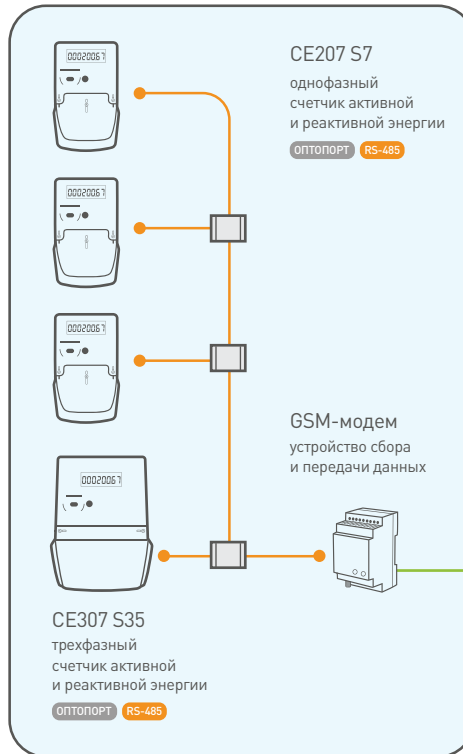 00020067
CE207 S7
однофазный
счетчик активной
и реактивной энергии
ОПТОПОРТ RS-485
00020067
00020067
GSM-модем
устройство сбора
и передачи данных
00020067
CE307 S35
трехфазный
счетчик активной
и реактивной энергии
ОПТОПОРТ RS-485